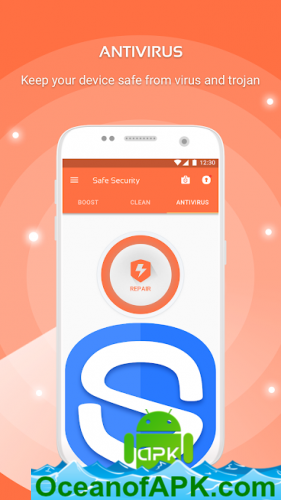 ANTIVIRUS
Keep your device safe from virus and trojan
12:30
Safe Security
BOOST CLEAN ANTIVIRUS
REPAIR
S
APK
OceanofAPK.com